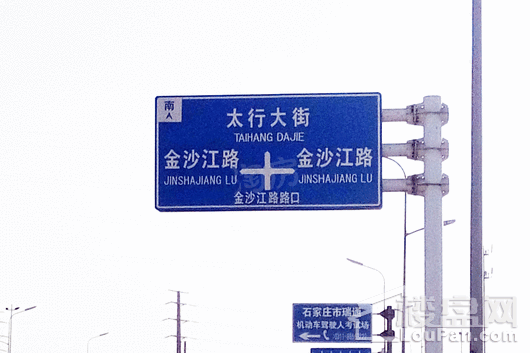 南
太行大街
TAIHANG DAJIE
金沙江路 金沙江路
JINSHAJIANG LU JINSHAJIANG LU
金沙江路路口
石家庄市瑞通
机动车驾驶人考试场
楼盘网
LouPan.com